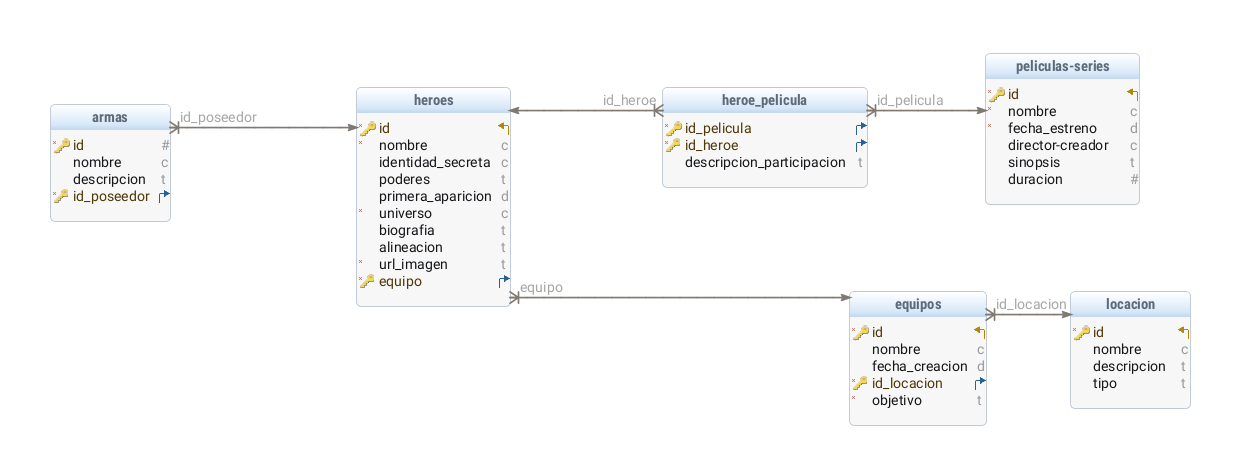 armas
id #
nombre c
descripcion t
id_poseedor
id_poseedor
heroes
id
nombre c
identidad_secreta c
poderes t
primera_aparicion d
universo c
biografia t
alineacion t
url_imagen t
equipo
id_heroe
heroe_pelicula
id_pelicula
id_heroe
descripcion_participacion t
id_pelicula
peliculas-series
id
nombre c
fecha_estreno d
director-creador c
sinopsis t
duracion #
equipo
equipos
id
nombre c
fecha_creacion d
id_locacion
objetivo t
id_locacion
locacion
id
nombre c
descripcion t
tipo t